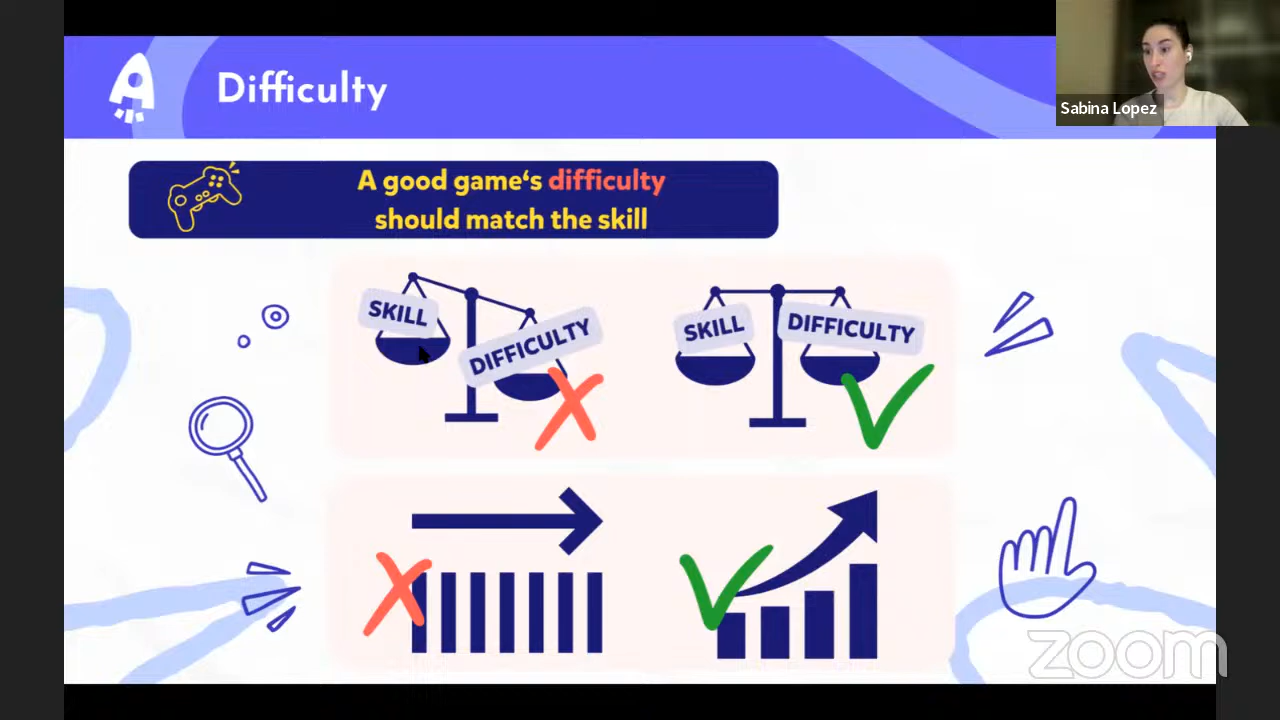 Difficulty
Sabina Lopez
A good game's difficulty
should match the skill
SKILL
DIFFICULTY
SKILL
DIFFICULTY
zoom